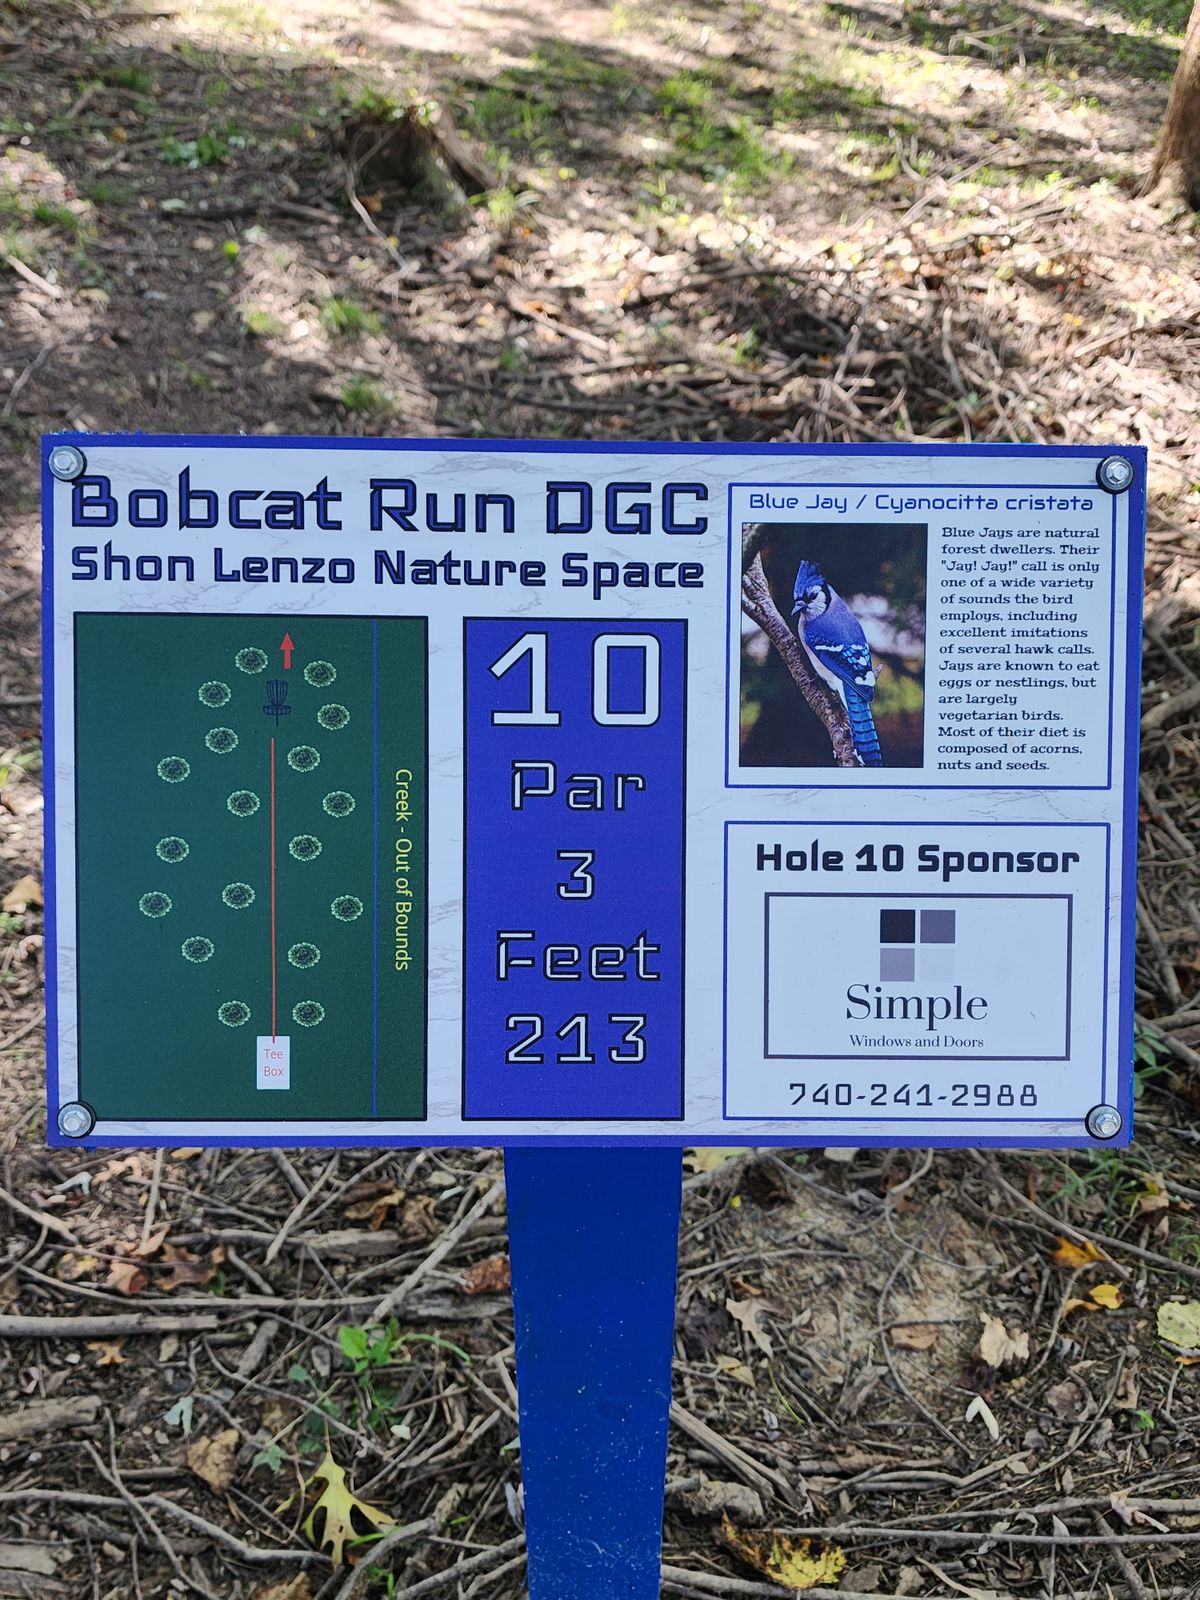 Bobcat Run DGC
Shon Lenzo Nature Space
Creek - Out of Bounds
Tee
Box
10
Par
3
Feet
213
Blue Jay / Cyanocitta cristata
Blue Jays are natural
forest dwellers. Their
"Jay! Jay!" call is only
one of a wide variety
of sounds the bird
employs, including
excellent imitations
of several hawk calls.
Jays are known to eat
eggs or nestlings, but
are largely
vegetarian birds.
Most of their diet is
composed of acorns,
nuts and seeds.
Hole 10 Sponsor
Simple
Windows and Doors
740-241-2988